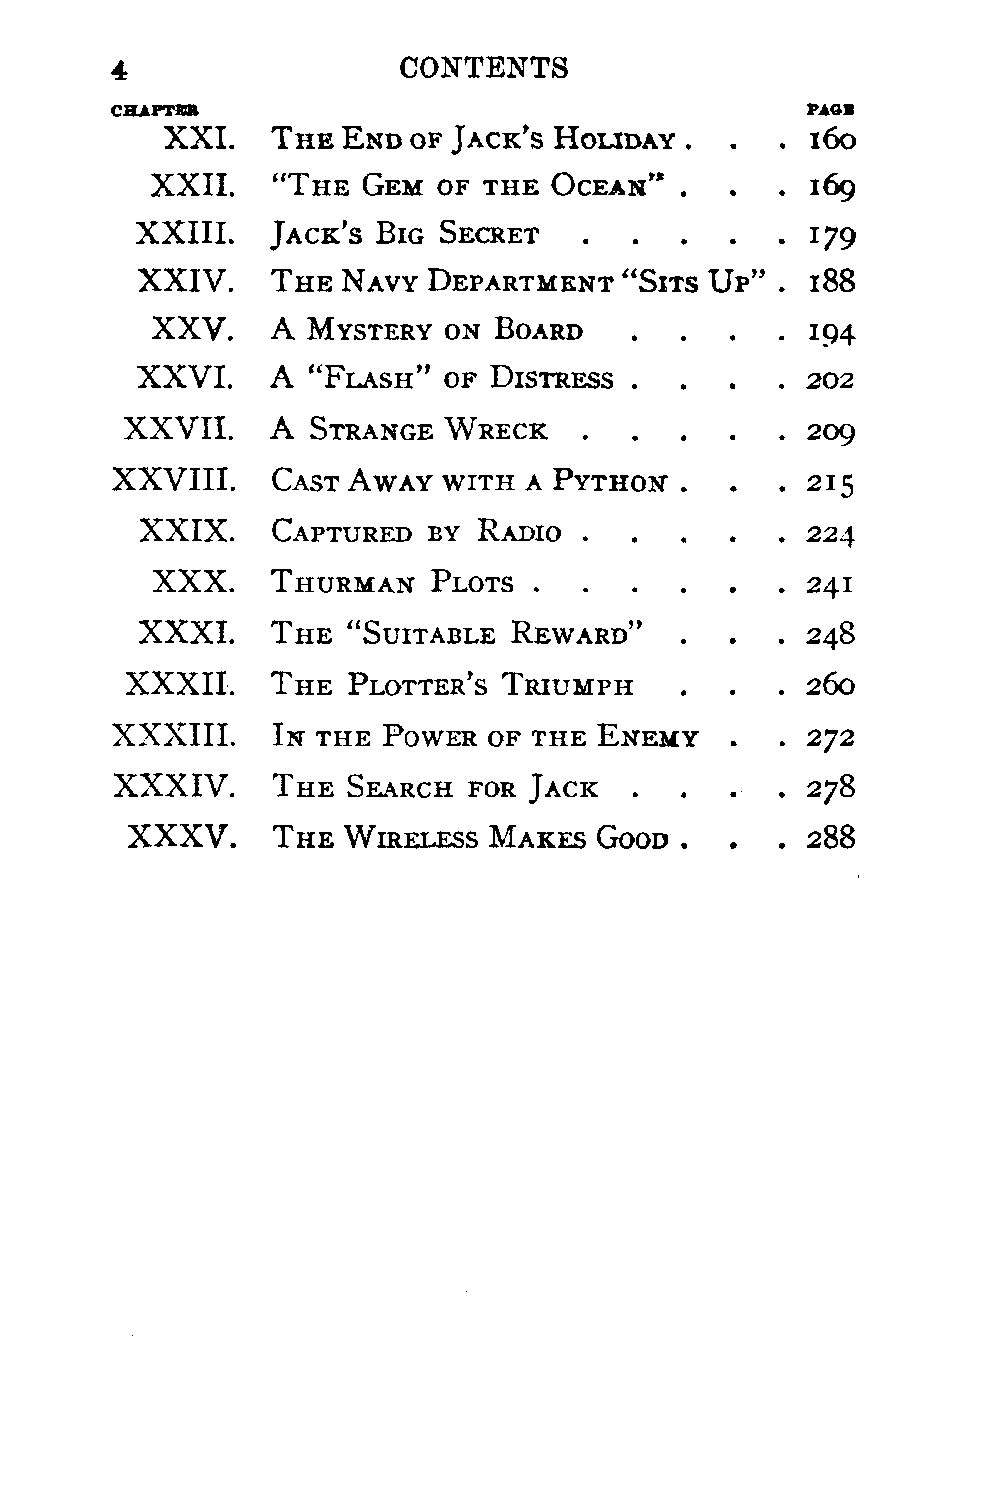 4 CONTENTS
CHAPTER PAGE
XXI. THE END OF JACK'S HOLIDAY . . . 160
XXII. "THE GEM OF THE OCEAN" . . . 169
XXIII. JACK'S BIG SECRET . . . . . 179
XXIV. THE NAVY DEPARTMENT "SITS UP" . 188
XXV. A MYSTERY ON BOARD . . . . 194
XXVI. A "FLASH" OF DISTRESS . . . . 202
XXVII. A STRANGE WRECK . . . . . 209
XXVIII. CAST AWAY WITH A PYTHON . . . 215
XXIX. CAPTURED BY RADIO . . . . . 224
XXX. THURMAN PLOTS . . . . . . 241
XXXI. THE "SUITABLE REWARD" . . . 248
XXXII. THE PLOTTER'S TRIUMPH . . . 260
XXXIII. IN THE POWER OF THE ENEMY . . 272
XXXIV. THE SEARCH FOR JACK . . . . 278
XXXV. THE WIRELESS MAKES GOOD . . . 288